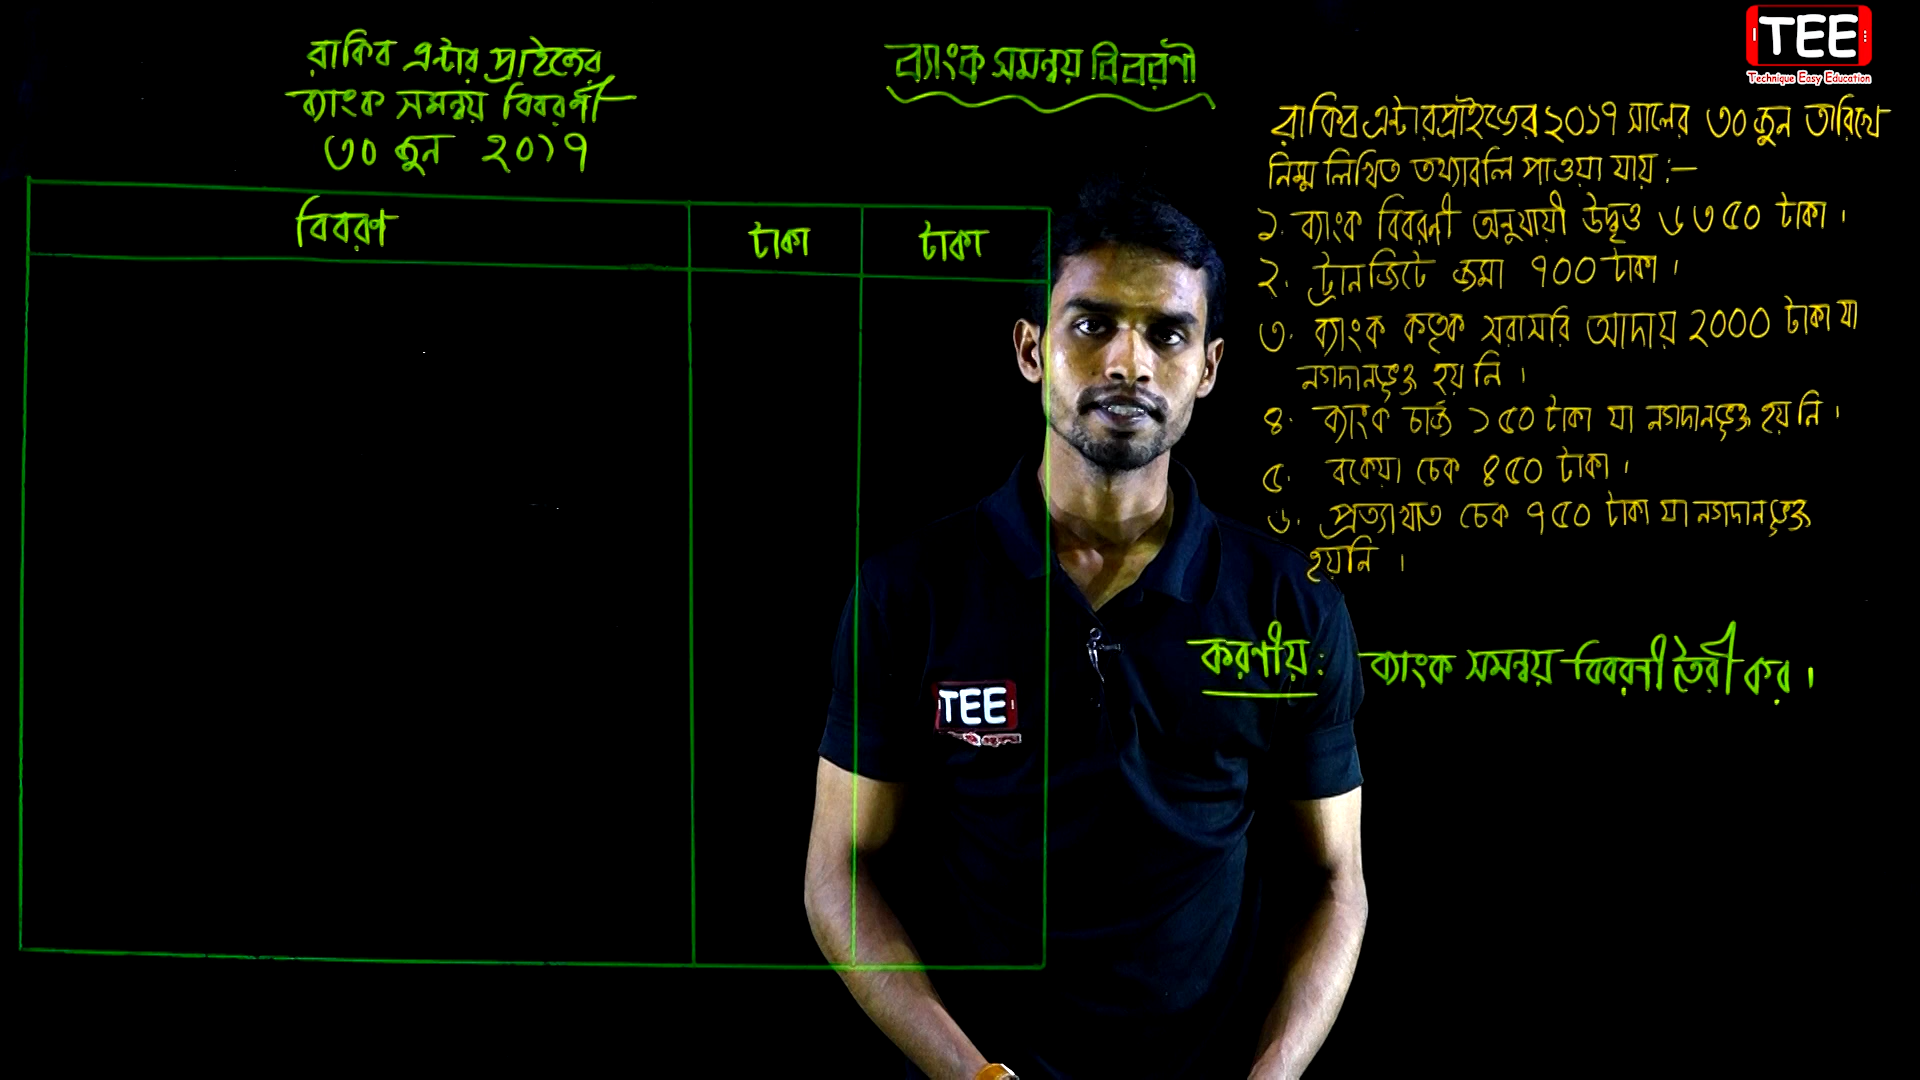 রাকিব এন্টার প্রাইজের
ব্যাংক সমন্বয় বিবরণী
৩০ জুন ২০১৭
বিবরণ
টাকা
টাকা
ব্যাংক সমন্বয় বিবরণী
TEE
Technique Easy Education
রাকিব এন্টারপ্রাইজের ২০১৭ সালের ৩০ জুন তারিখে
নিম্ম লিখিত তথ্যাবলি পাওয়া যায় :-
১. ব্যাংক বিবরণী অনুযায়ী উদ্বৃত্ত ৬৩৫০ টাকা।
২. ট্রানজিটে জমা ৭০০ টাকা।
৩. ব্যাংক কতৃক সরাসরি আদায় ২০০০ টাকা যা
নগদানভুক্ত হয়নি।
৪. ব্যাংক চার্জ ১৫০ টাকা যা নগদানভুক্ত হয়নি।
৫. বকেয়া চেক ৪৫০ টাকা।
৬. প্রত্যাখাত চেক ৭৫০ টাকা যা নগদানভুক্ত
হয়নি।
করণীয় : ব্যাংক সমন্বয় বিবরণী তৈরী কর।
TEE